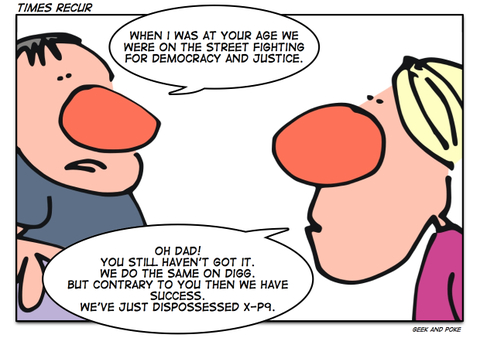 TIMES RECUR
WHEN I WAS AT YOUR AGE WE
WERE ON THE STREET FIGHTING
FOR DEMOCRACY AND JUSTICE.
OH DAD!
YOU STILL HAVEN'T GOT IT.
WE DO THE SAME ON DIGG.
BUT CONTRARY TO YOU THEN WE HAVE
SUCCESS.
WE'VE JUST DISPOSSESSED X-P9.
GEEK AND POKE